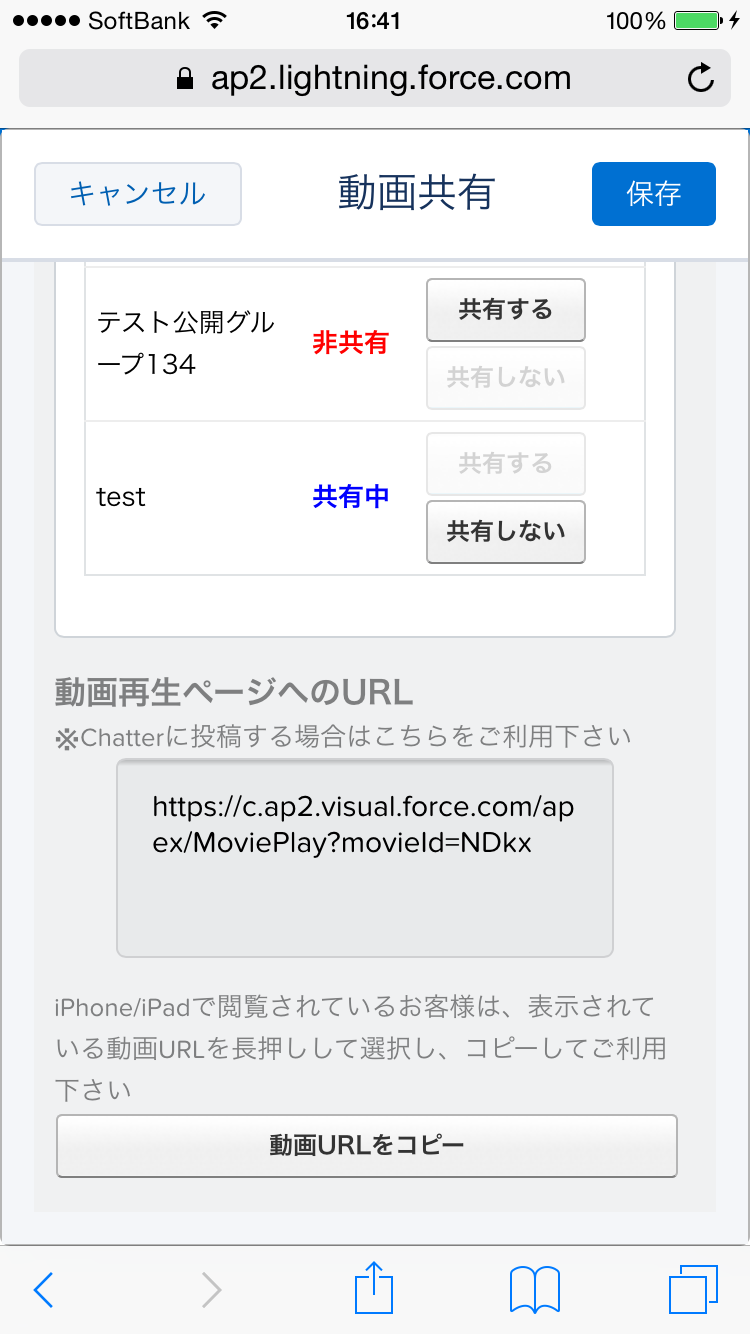 SoftBank 16:41 100%
ap2.lightning.force.com
キャンセル 動画共有 保存
共有する
テスト公開グル
ープ134
非共有
共有しない
共有する
test 共有中
共有しない
動画再生ページへのURL
※Chatterに投稿する場合はこちらをご利用下さい
https://c.ap2.visual.force.com/ap
ex/MoviePlay?movieId=NDkx
iPhone/iPadで閲覧されているお客様は、表示されて
いる動画URLを長押しして選択し、コピーしてご利用
下さい
動画URLをコピー